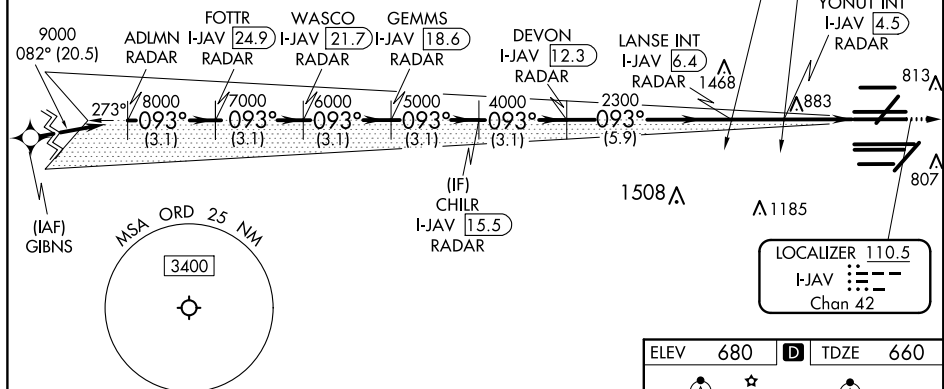 YONUT INT
I-JAV 4.5
RADAR
9000
082° (20.5)
ADLMN
RADAR
FOTTR
I-JAV 24.9
RADAR
WASCO
I-JAV 21.7
RADAR
GEMMS
I-JAV 18.6
RADAR
DEVON
I-JAV 12.3
RADAR
LANSE INT
I-JAV 6.4
RADAR
1468
813
883
273°
8000
093°
(3.1)
7000
093°
(3.1)
6000
093°
(3.1)
5000
093°
(3.1)
4000
093°
(3.1)
2300
093°
(5.9)
(IAF)
GIBNS
(IF)
CHILR
I-JAV 15.5
RADAR
1508
1185
807
MSA ORD 25 NM
3400
LOCALIZER 110.5
I-JAV
Chan 42
ELEV 680
D
TDZE 660
A